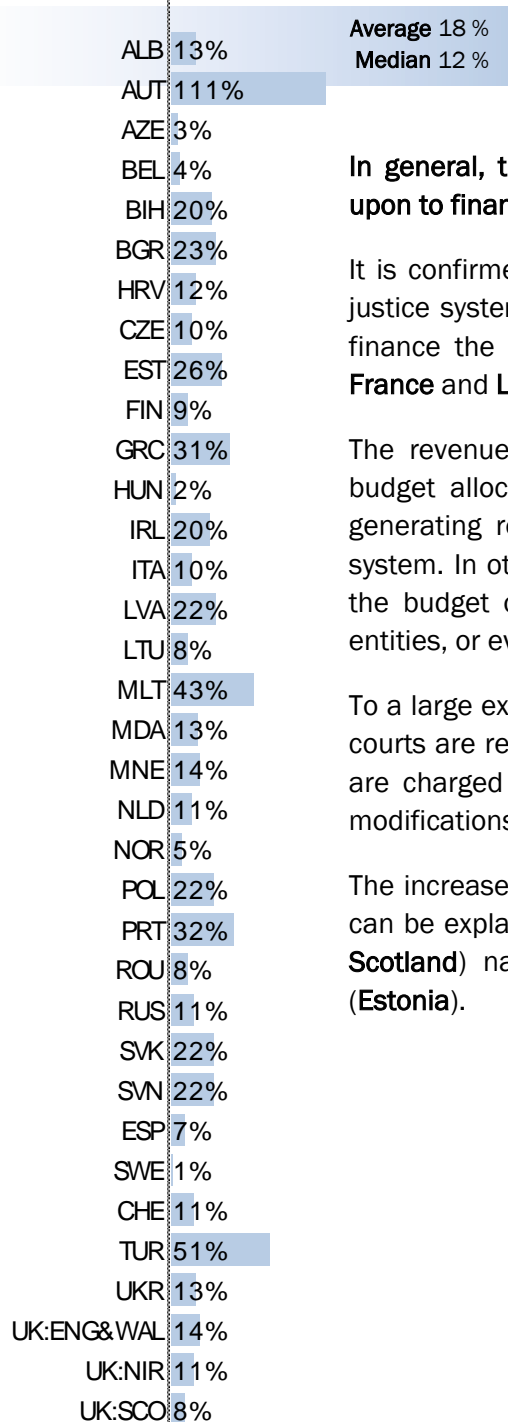 Average 18 %
Median 12 %
ALB 13%
AUT 111%
AZE 3%
BEL 4%
BIH 20%
BGR 23%
HRV 12%
CZE 10%
EST 26%
FIN 9%
GRC 31%
HUN 2%
IRL 20%
ITA 10%
LVA 22%
LTU 8%
MLT 43%
MDA 13%
MNE 14%
NLD 11%
NOR 5%
POL 22%
PRT 32%
ROU 8%
RUS 11%
SVK 22%
SVN 22%
ESP 7%
SWE 1%
CHE 11%
TUR 51%
UKR 13%
UK:ENG&WAL 14%
UK:NIR 11%
UK:SCO 8%
In general, t
upon to finan
It is confirme
justice syster
finance the
France and L
The revenue
budget alloc
generating re
system. In ot
the budget c
entities, or ev
To a large ex
courts are re
are charged
modifications
The increase
can be expla
Scotland) na
(Estonia).